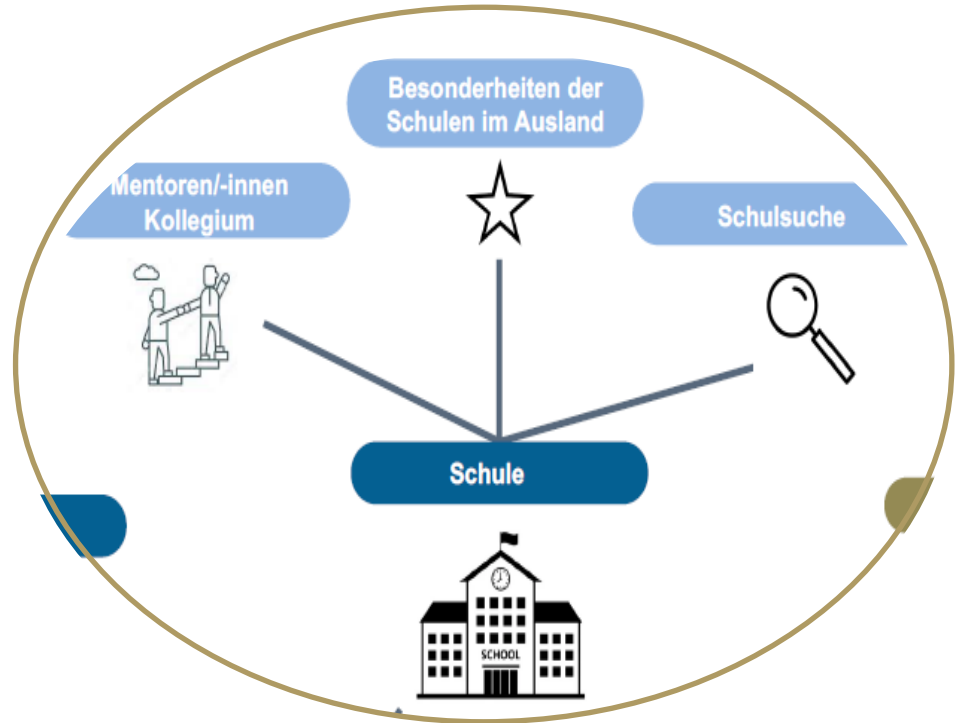 Besonderheiten der
Schulen im Ausland
Mentoren/-innen
Kollegium
Schulsuche
Schule
SCHOOL